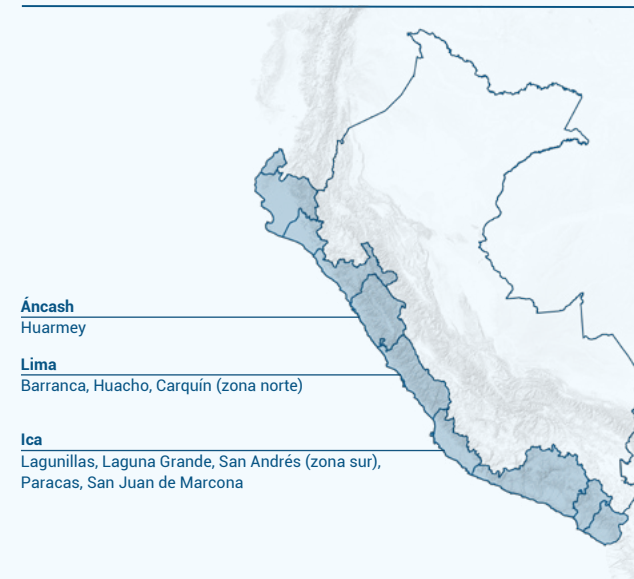 Áncash
Huarmey
Lima
Barranca, Huacho, Carquín (zona norte)
Ica
Lagunillas, Laguna Grande, San Andrés (zona sur),
Paracas, San Juan de Marcona